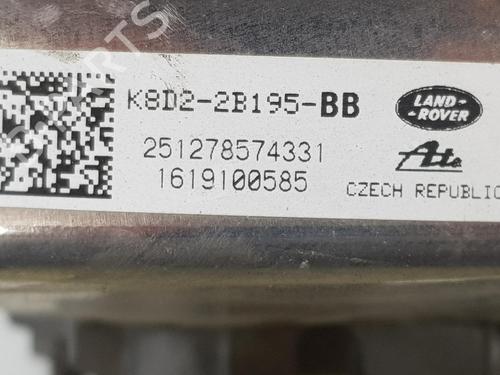 K8D2-2B195-BB
LAND-
ROVER
251278574331
Ate
1619100585
CZECH REPUBLIC